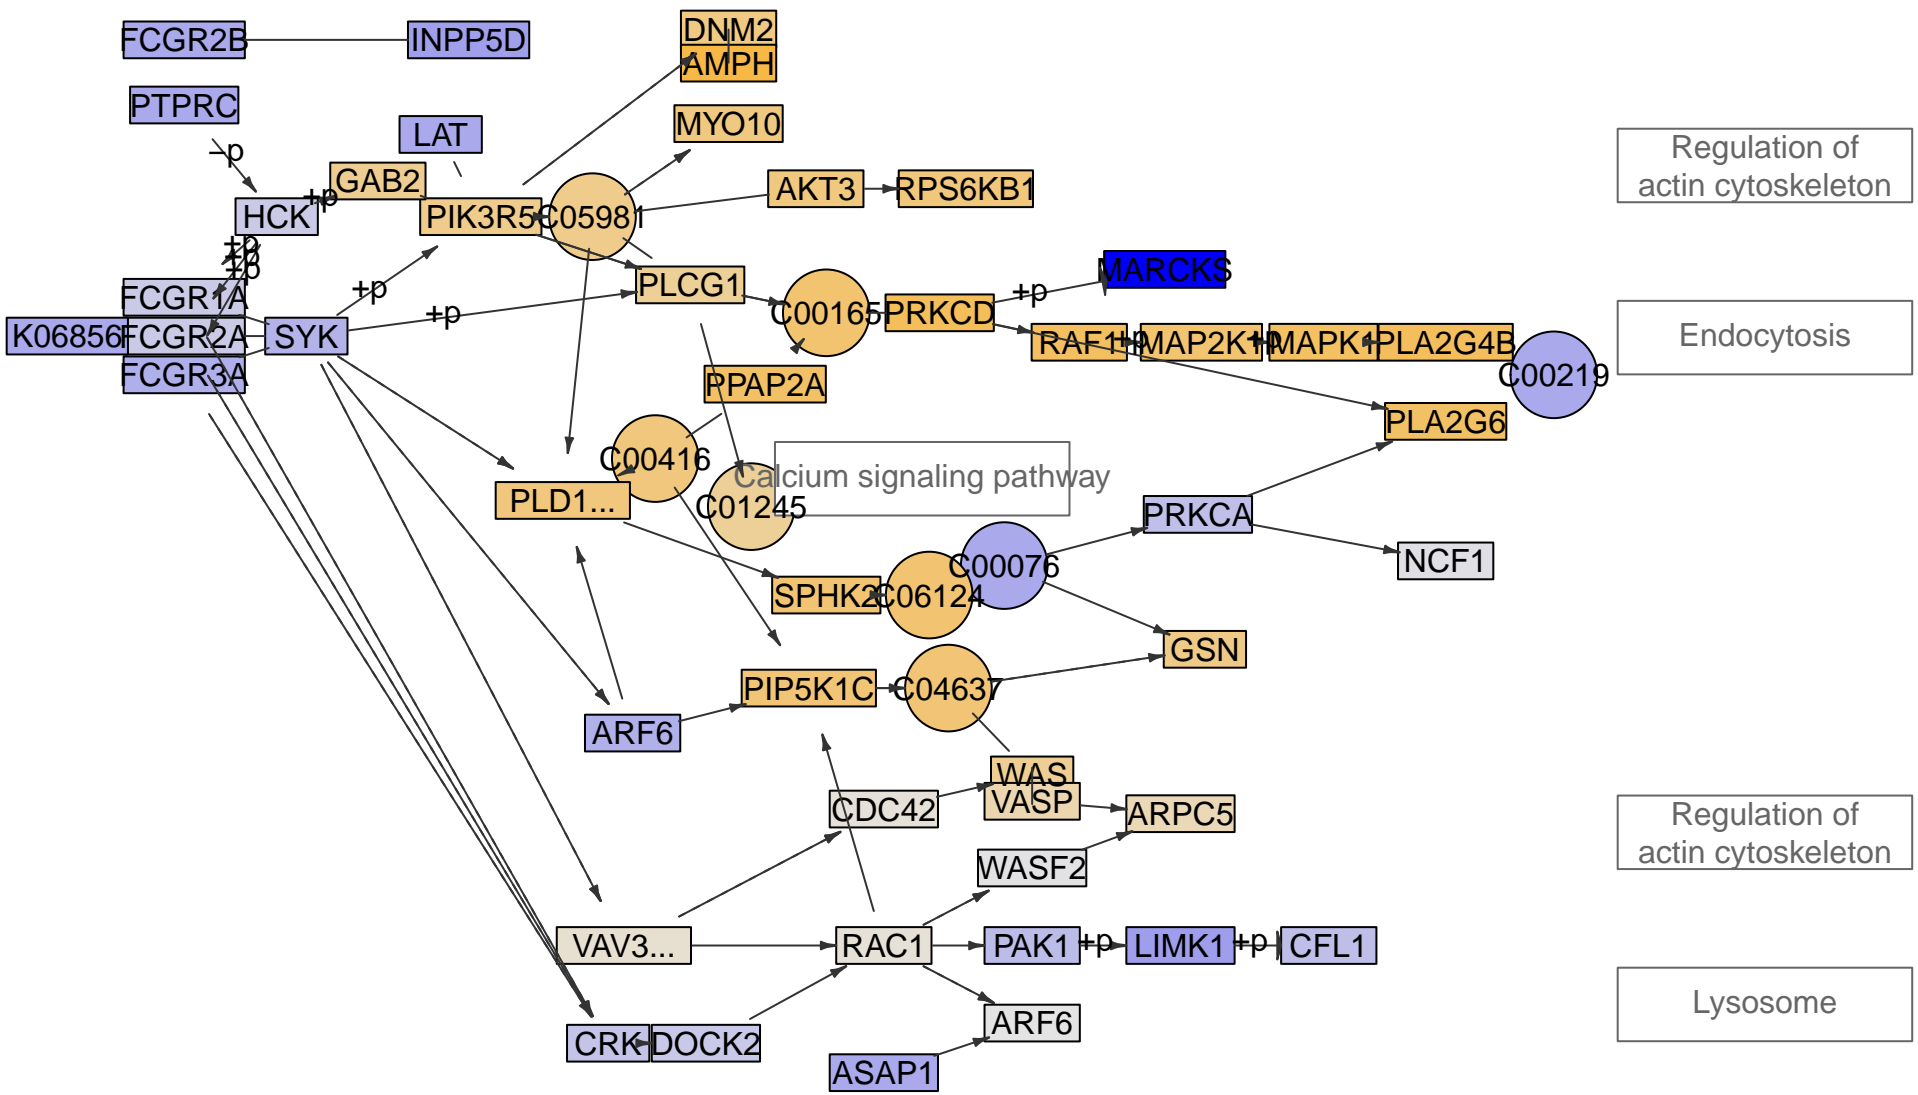 DNM2
FCGR2B
INPP5D
AMPH
PTPRC
MYO10
LAT
Regulation of
actin cytoskeleton
–p
GAB2
AKT3
RPS6KB1
+p
HCK
PIK3R5
C05981
+p
+p
+p
MARCKS
PLCG1
+p
+p
FCGR1A
C00165
PRKCD
+p
K06856
FCGR2A
SYK
RAF1
+p
MAP2K1
+p
MAPK1
PLA2G4B
Endocytosis
FCGR3A
PPAP2A
C00219
PLA2G6
C00416
Calcium signaling pathway
PLD1...
C01245
PRKCA
C00076
NCF1
SPHK2
C06124
GSN
PIP5K1C
C04637
ARF6
WAS
VASP
CDC42
ARPC5
Regulation of
actin cytoskeleton
WASF2
VAV3...
RAC1
PAK1
+p
LIMK1
+p
CFL1
Lysosome
ARF6
CRK
DOCK2
ASAP1